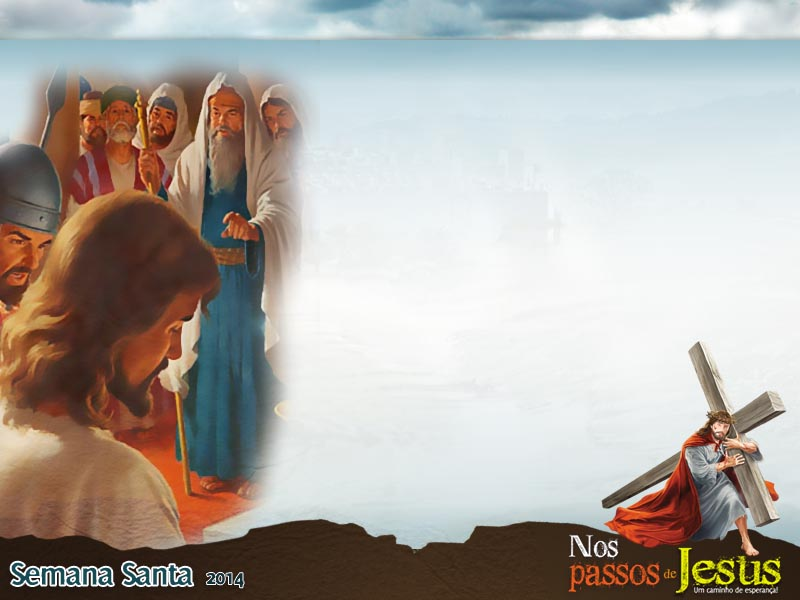 Semana Santa 2014
Nos
passos de Jesus
Um caminho de esperança!